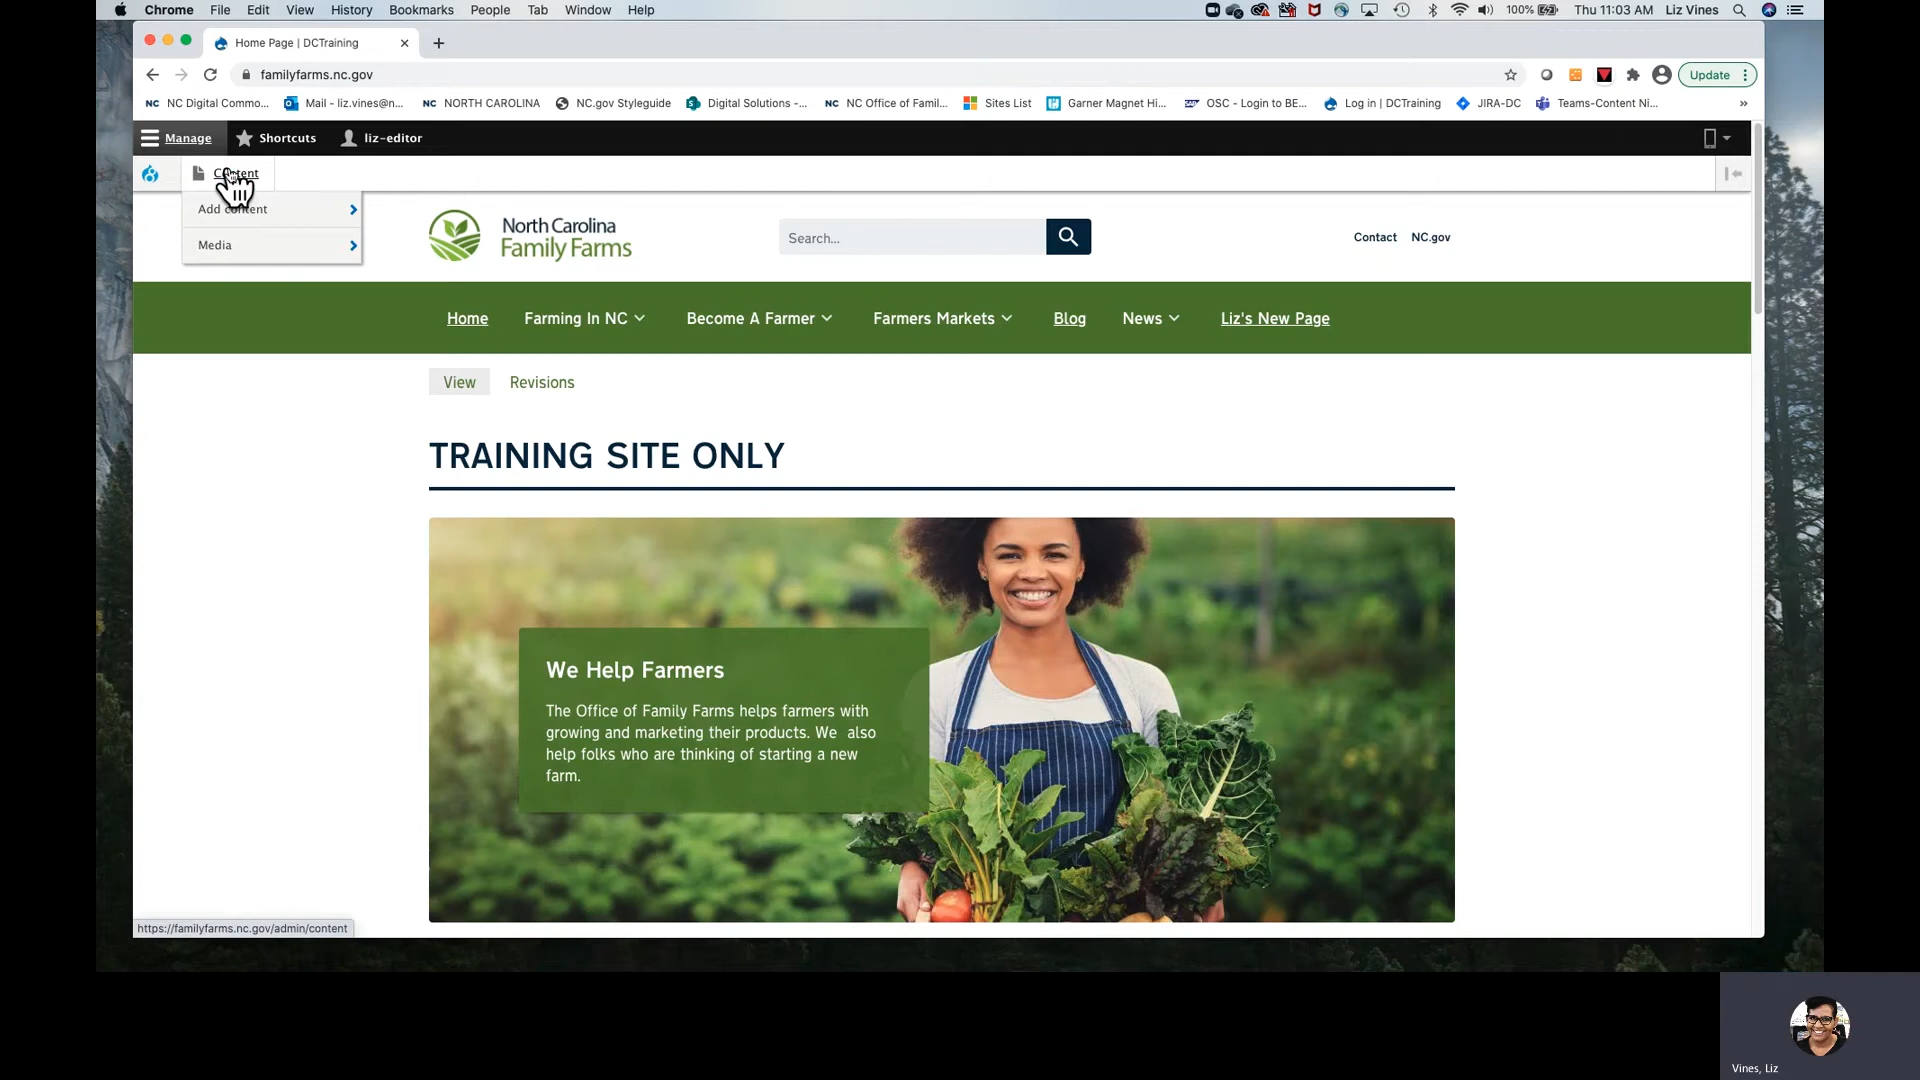 Chrome File Edit View History Bookmarks People Tab Window Help 100% Thu 11:03 AM Liz Vines
Home Page | DCTraining
familyfarms.nc.gov Update
NC NC Digital Commo... Mail - liz.vines@n... NC NORTH CAROLINA NC.gov Styleguide Digital Solutions -... NC NC Office of Famil... Sites List Garner Magnet Hi... SAP OSC - Login to BE... Log in | DCTraining JIRA-DC Teams-Content Ni... »
Manage Shortcuts liz-editor
Content
Add content
Media
North Carolina
Family Farms
Search...
Contact NC.gov
Home Farming In NC Become A Farmer Farmers Markets Blog News Liz's New Page
View Revisions
TRAINING SITE ONLY
We Help Farmers
The Office of Family Farms helps farmers with
growing and marketing their products. We also
help folks who are thinking of starting a new
farm.
https://familyfarms.nc.gov/admin/content
Vines, Liz